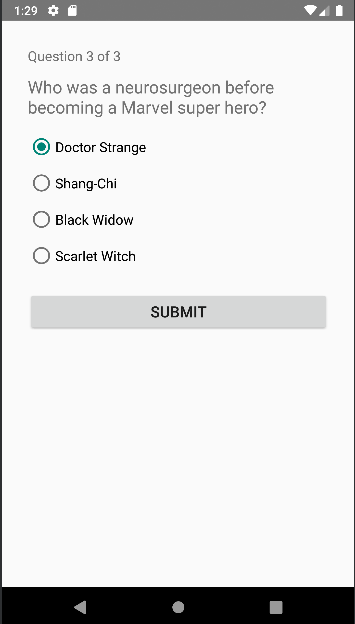 1:29
Question 3 of 3
Who was a neurosurgeon before
becoming a Marvel super hero?
Doctor Strange
Shang-Chi
Black Widow
Scarlet Witch
SUBMIT